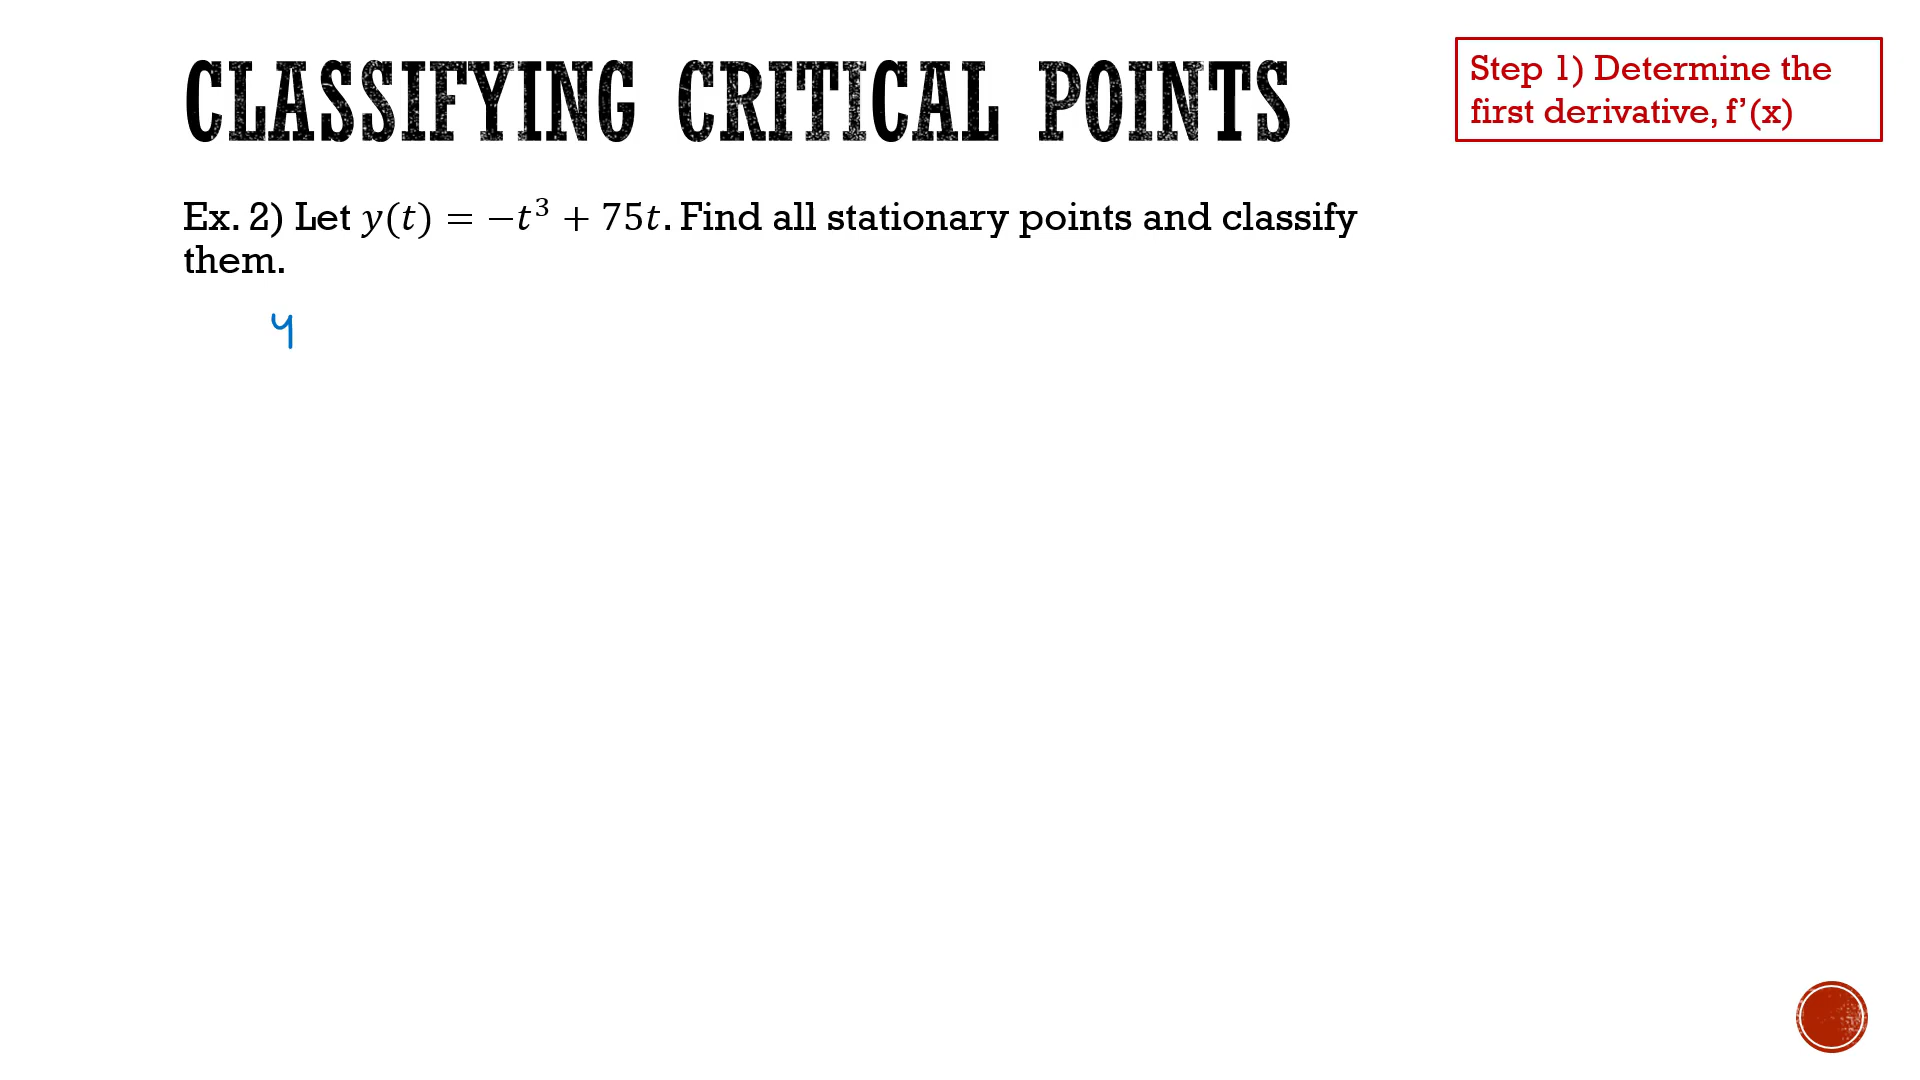 CLASSIFYING CRITICAL POINTS
Step 1) Determine the
first derivative, f’(x)
Ex. 2) Let 𝑦(𝑡) = −𝑡³ + 75𝑡. Find all stationary points and classify
them.
y